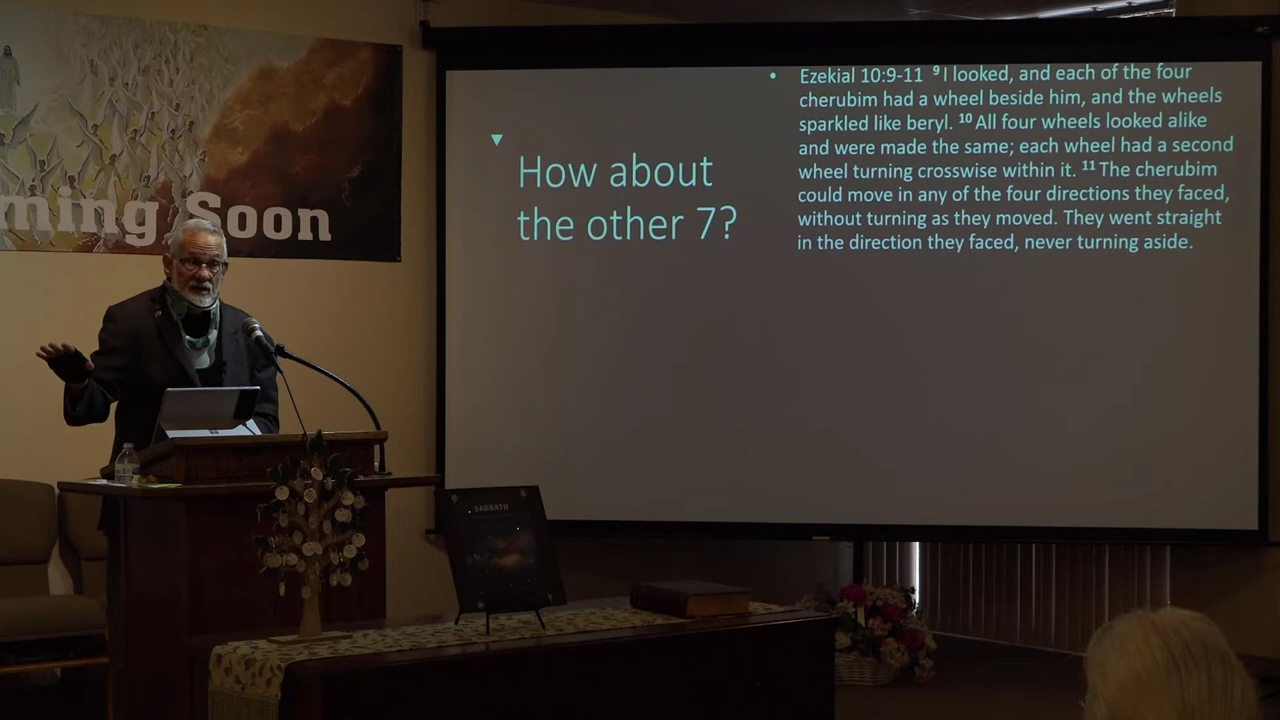 ming Soon
How about
the other 7?
• Ezekial 10:9-11 ⁹ I looked, and each of the four
cherubim had a wheel beside him, and the wheels
sparkled like beryl. ¹⁰ All four wheels looked alike
and were made the same; each wheel had a second
wheel turning crosswise within it. ¹¹ The cherubim
could move in any of the four directions they faced,
without turning as they moved. They went straight
in the direction they faced, never turning aside.
SABBATH